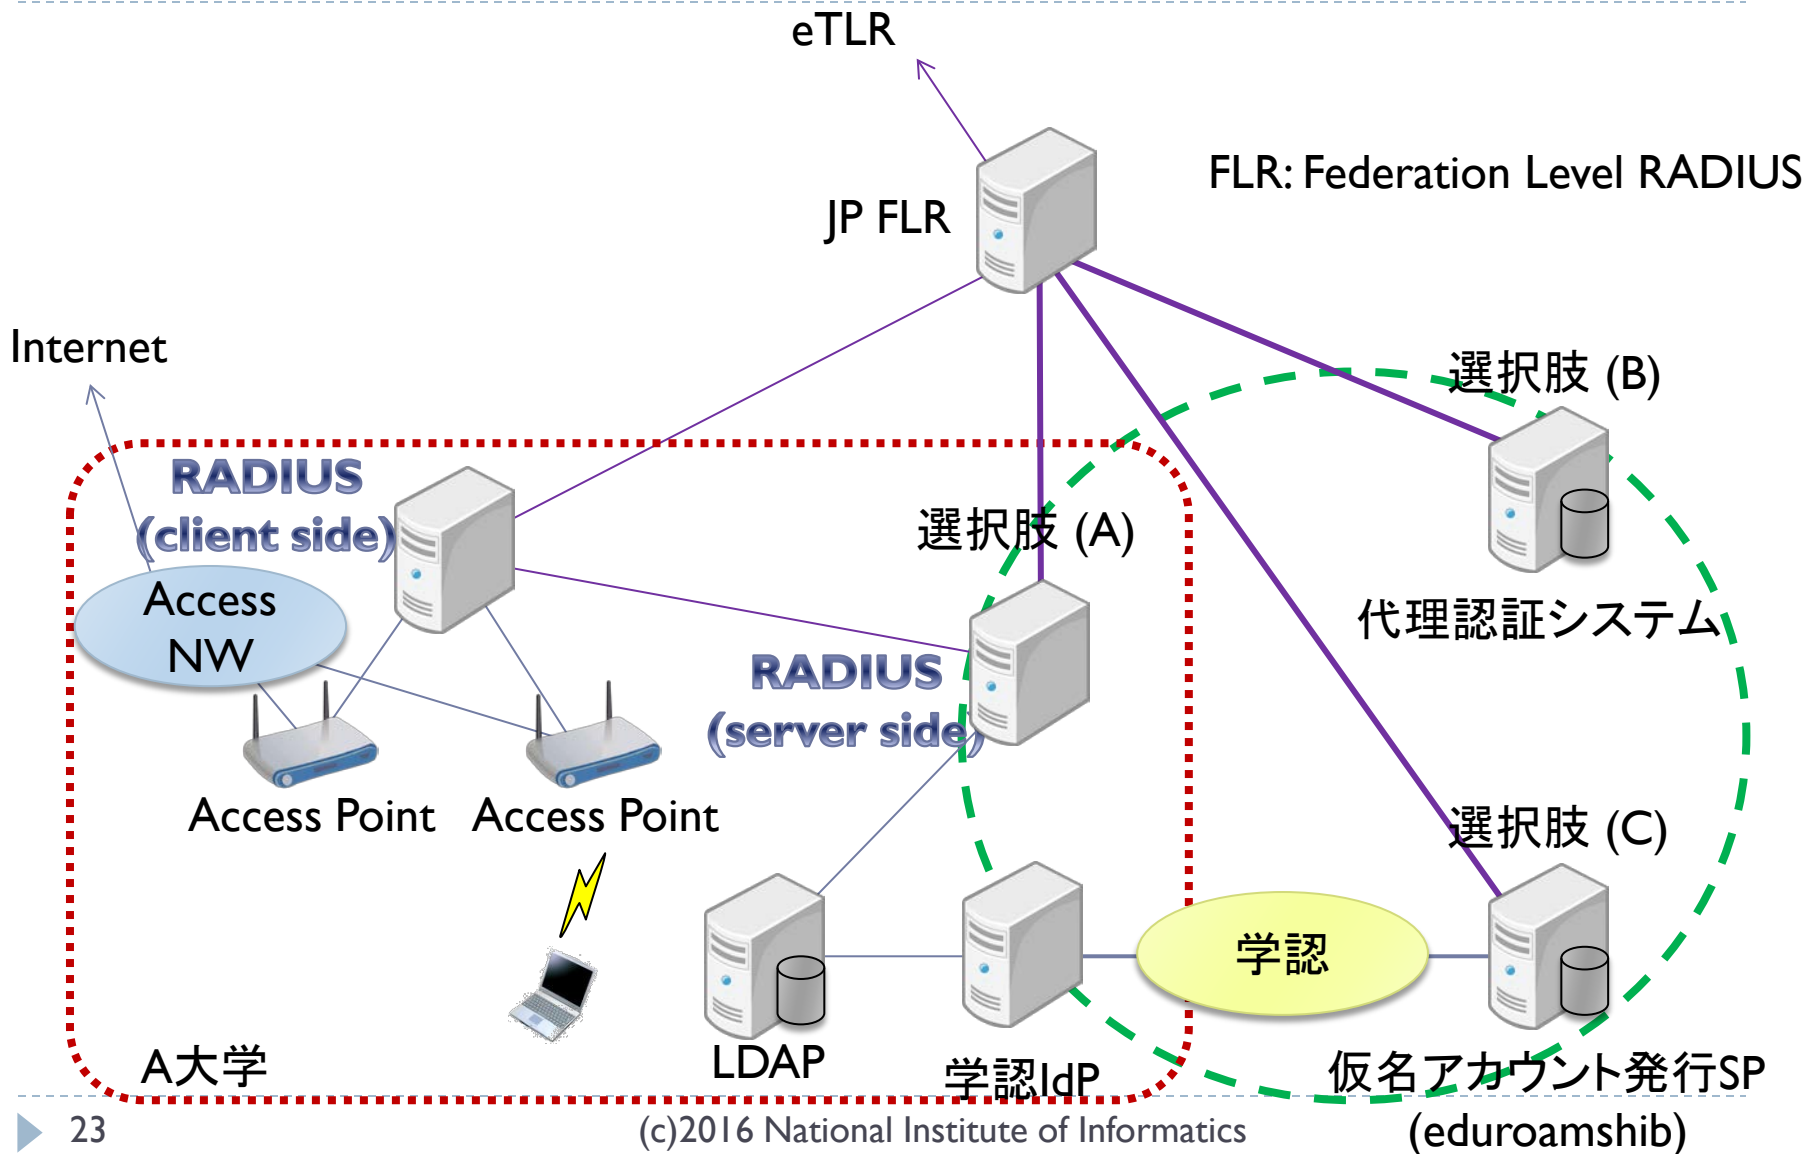 eTLR
FLR: Federation Level RADIUS
JP FLR
Internet
選択肢 (B)
RADIUS
(client side)
選択肢 (A)
Access
NW
代理認証システム
RADIUS
(server side)
Access Point
Access Point
選択肢 (C)
学認
A大学
LDAP
学認IdP
仮名アカウント発行SP
(eduroamshib)
23
(c)2016 National Institute of Informatics